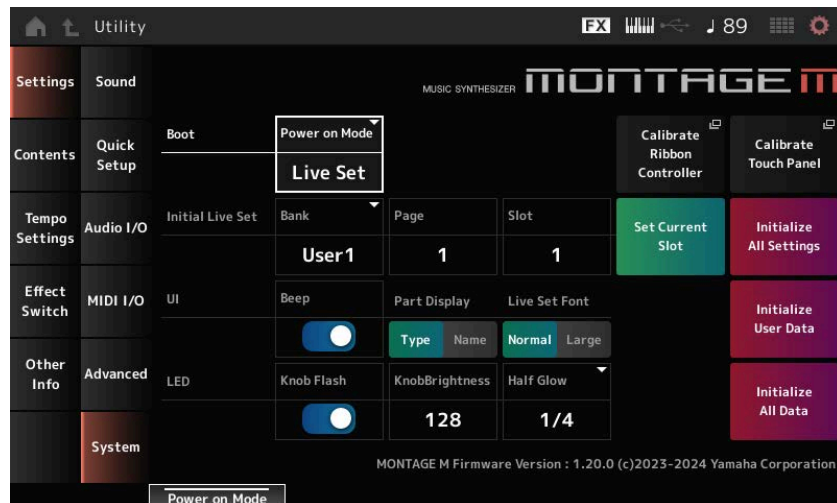 Utility
FX
♩ 89
Settings
Sound
MUSIC SYNTHESIZER MONTAGE M
Contents
Quick
Setup
Boot
Power on Mode
Live Set
Calibrate
Ribbon
Controller
Calibrate
Touch Panel
Tempo
Settings
Audio I/O
Initial Live Set
Bank
User1
Page
1
Slot
1
Set Current
Slot
Initialize
All Settings
Effect
Switch
MIDI I/O
UI
Beep
Part Display
Type Name
Live Set Font
Normal Large
Initialize
User Data
Other
Info
Advanced
LED
Knob Flash
KnobBrightness
128
Half Glow
1/4
Initialize
All Data
System
MONTAGE M Firmware Version : 1.20.0 (c)2023-2024 Yamaha Corporation
Power on Mode